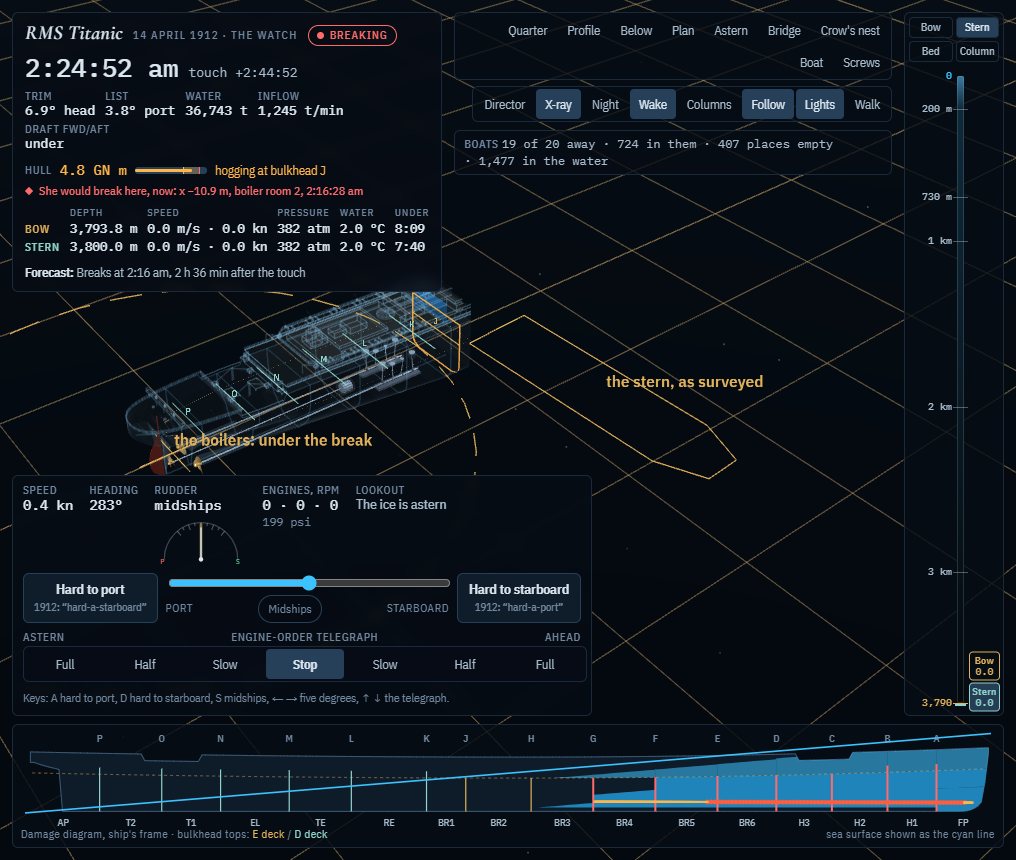 RMS Titanic 14 APRIL 1912 · THE WATCH BREAKING
2:24:52 am touch +2:44:52
TRIM LIST WATER INFLOW
6.9° head 3.8° port 36,743 t 1,245 t/min
DRAFT FWD/AFT
under
HULL 4.8 GN m hogging at bulkhead J
She would break here, now: x −10.9 m, boiler room 2, 2:16:28 am
DEPTH SPEED PRESSURE WATER UNDER
BOW 3,793.8 m 0.0 m/s · 0.0 kn 382 atm 2.0 °C 8:09
STERN 3,800.0 m 0.0 m/s · 0.0 kn 382 atm 2.0 °C 7:40
Forecast: Breaks at 2:16 am, 2 h 36 min after the touch
Quarter Profile Below Plan Astern Bridge Crow's nest
Boat Screws
Director X-ray Night Wake Columns Follow Lights Walk
BOATS 19 of 20 away · 724 in them · 407 places empty
· 1,477 in the water
Bow Stern
Bed Column
0
200 m
730 m
1 km
2 km
3 km
3,790
Bow
0.0
Stern
0.0
K J
L
M
N
O
P
the stern, as surveyed
the boilers: under the break
SPEED HEADING RUDDER ENGINES, RPM LOOKOUT
0.4 kn 283° midships 0 · 0 · 0 The ice is astern
199 psi
P S
Hard to port
1912: “hard-a-starboard”
PORT Midships STARBOARD
Hard to starboard
1912: “hard-a-port”
ASTERN ENGINE-ORDER TELEGRAPH AHEAD
Full Half Slow Stop Slow Half Full
Keys: A hard to port, D hard to starboard, S midships, ← → five degrees, ↑ ↓ the telegraph.
P O N M L K J H G F E D C B A
AP T2 T1 EL TE RE BR1 BR2 BR3 BR4 BR5 BR6 H3 H2 H1 FP
Damage diagram, ship's frame · bulkhead tops: E deck / D deck
sea surface shown as the cyan line